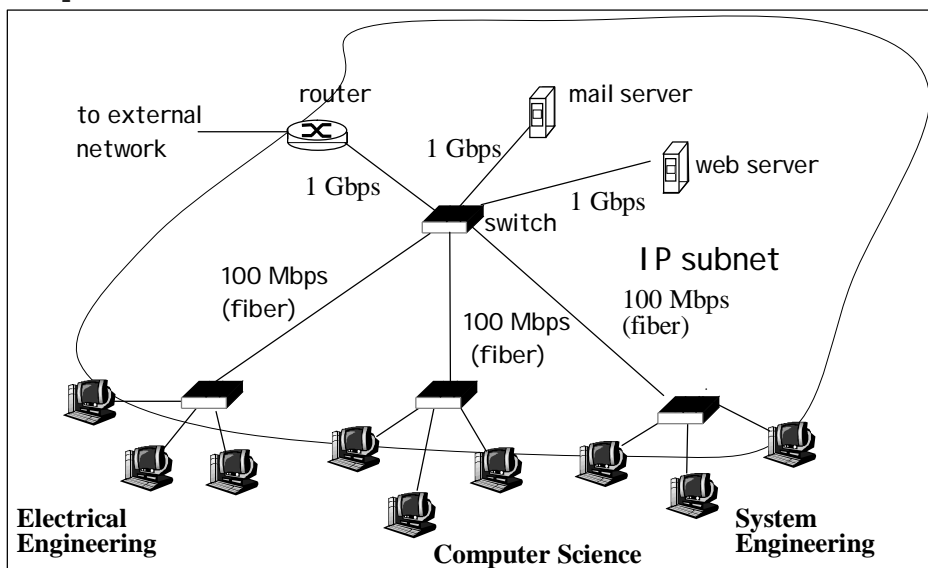 router
mail server
to external
network
1 Gbps
web server
1 Gbps
1 Gbps
switch
IP subnet
100 Mbps
(fiber)
100 Mbps
(fiber)
100 Mbps
(fiber)
Electrical
Engineering
Computer Science
System
Engineering